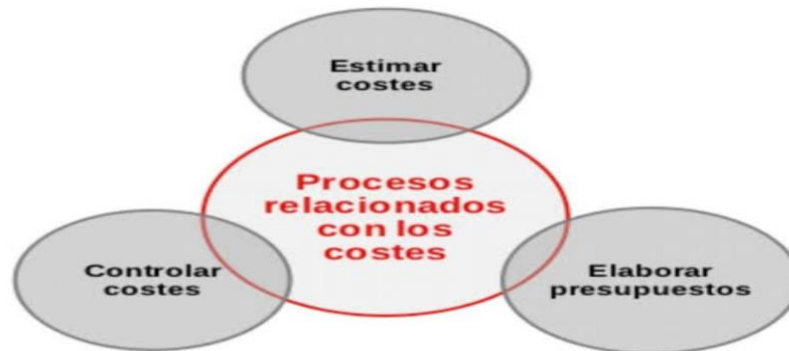 Estimar
costes
Procesos
relacionados
con los
costes
Controlar
costes
Elaborar
presupuestos